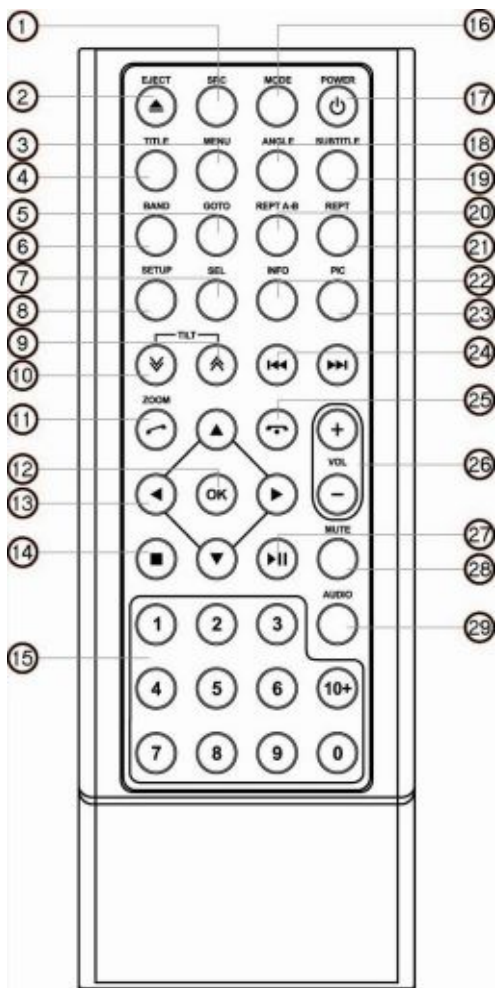 1
16
EJECT SRC MODE POWER
2
17
3
18
TITLE MENU ANGLE SUBTITLE
4
19
5
20
BAND GOTO REPT A-B REPT
6
21
7
22
SETUP SEL INFO PIC
8
23
9
TILT
10
24
ZOOM
11
25
+
VOL
26
12
OK
13
−
14
27
MUTE
28
AUDIO
1 2 3
29
15
4 5 6 10+
7 8 9 0